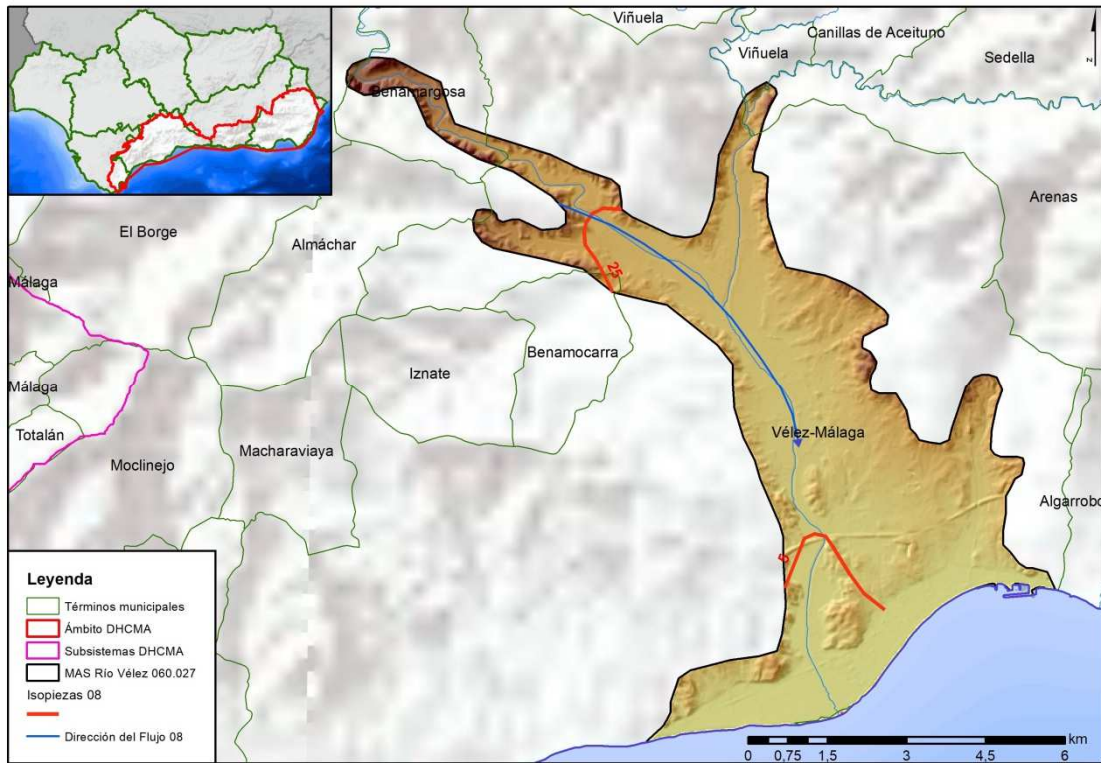 Viñuela
Canillas de Aceituno
Viñuela
Sedella
z
Benamargosa
Arenas
El Borge
Almáchar
Málaga
25
Benamocarra
Iznate
Málaga
Totalán
Vélez-Málaga
Macharaviaya
Moclinejo
Algarrobo
5
Leyenda
Términos municipales
Ámbito DHCMA
Subsistemas DHCMA
MAS Río Vélez 060.027
Isopiezas 08
Dirección del Flujo 08
km
0 0,75 1,5 3 4,5 6